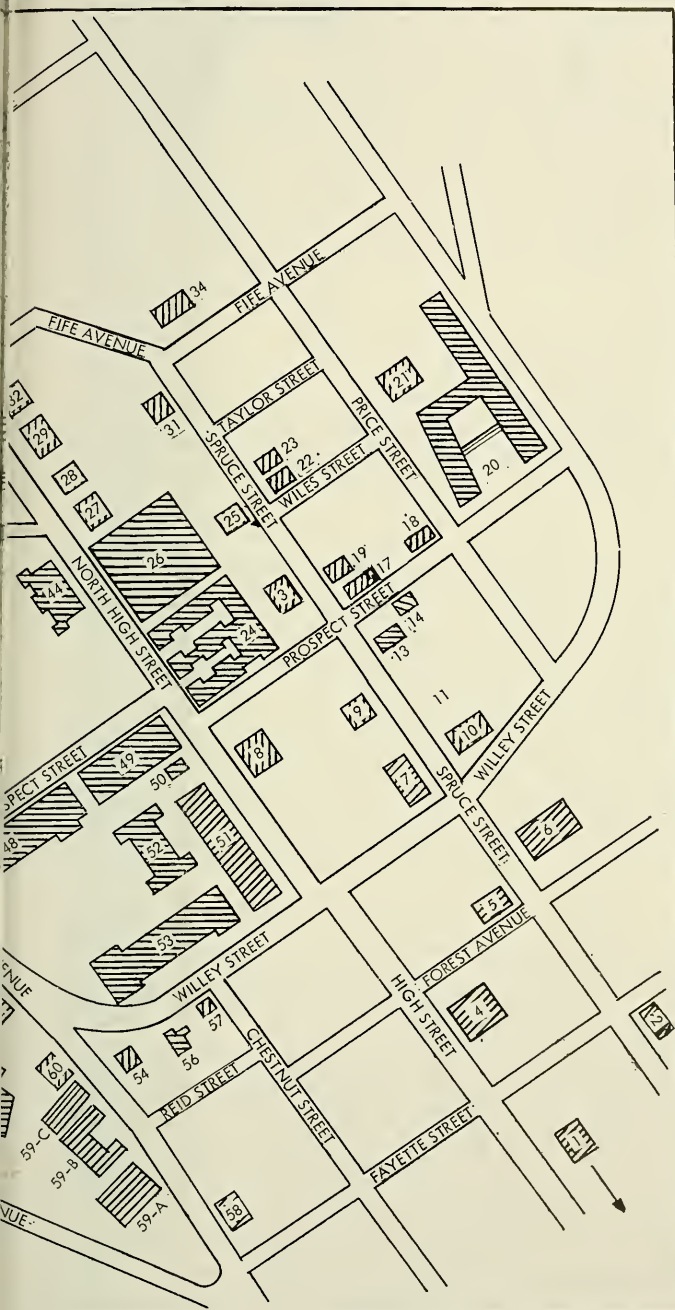 34
FIFE AVENUE
FIFE AVENUE
32
29
31
TAYLOR STREET
21
PRICE STREET
28
23
22
SPRUCE STREET
WILES STREET
20
27
25
26
18
19
17
44
NORTH HIGH STREET
3
14
24
PROSPECT STREET
13
11
9
10
WILLEY STREET
8
7
SPECT STREET
49
50
SPRUCE STREET
48
52
51
6
53
5
FOREST AVENUE
WILLEY STREET
ENUE
HIGH STREET
4
2
57
56
54
CHESTNUT STREET
REID STREET
60
59-C
59-B
59-A
FAYETTE STREET
1
58
NUE